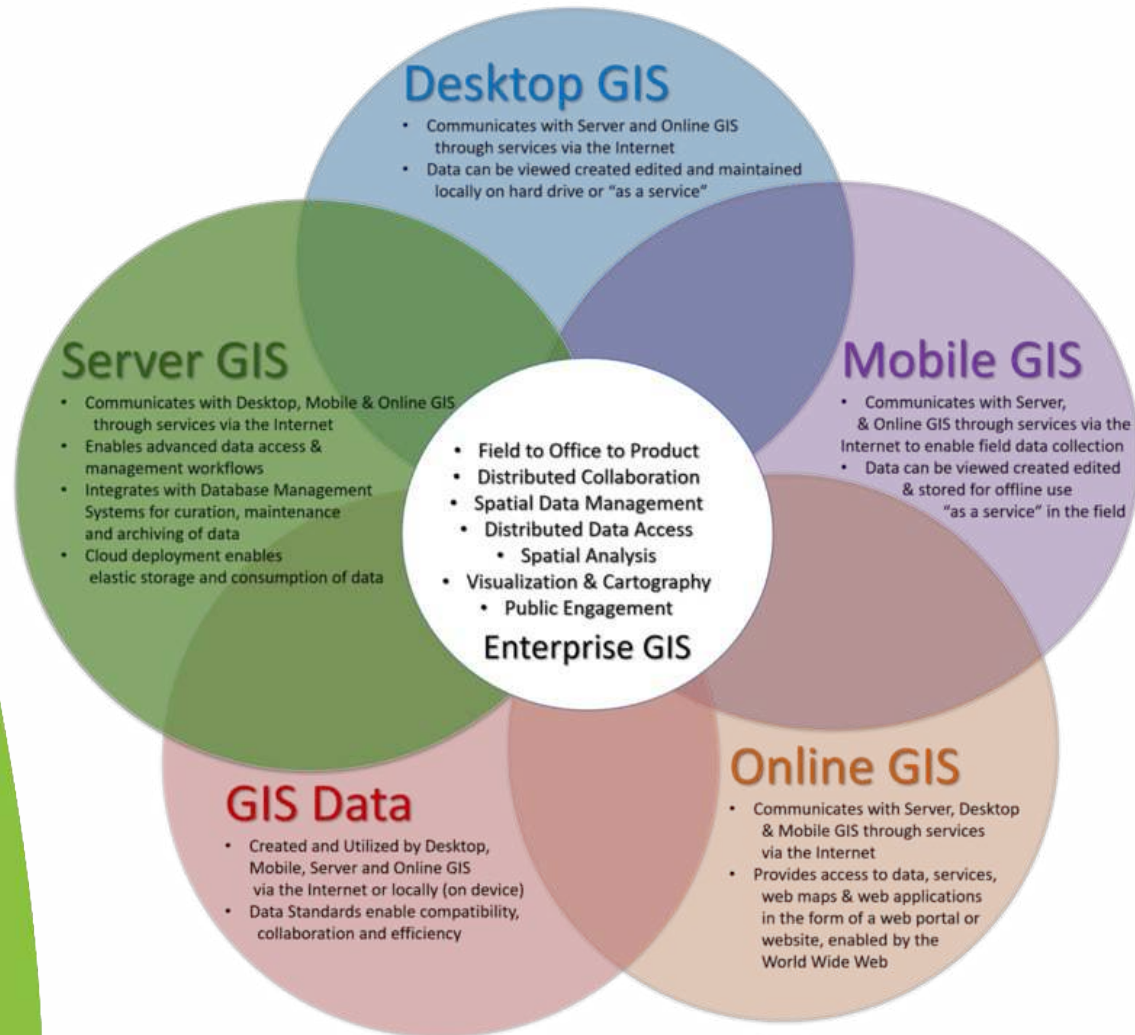 Desktop GIS
• Communicates with Server and Online GIS
through services via the Internet
• Data can be viewed created edited and maintained
locally on hard drive or "as a service"
Server GIS
• Communicates with Desktop, Mobile & Online GIS
through services via the Internet
• Enables advanced data access &
management workflows
• Integrates with Database Management
Systems for curation, maintenance
and archiving of data
• Cloud deployment enables
elastic storage and consumption of data
Mobile GIS
• Communicates with Server,
& Online GIS through services via the
Internet to enable field data collection
• Data can be viewed created edited
& stored for offline use
"as a service" in the field
• Field to Office to Product
• Distributed Collaboration
• Spatial Data Management
• Distributed Data Access
• Spatial Analysis
• Visualization & Cartography
• Public Engagement
Enterprise GIS
GIS Data
• Created and Utilized by Desktop,
Mobile, Server and Online GIS
via the Internet or locally (on device)
• Data Standards enable compatibility,
collaboration and efficiency
Online GIS
• Communicates with Server, Desktop
& Mobile GIS through services
via the Internet
• Provides access to data, services,
web maps & web applications
in the form of a web portal or
website, enabled by the
World Wide Web